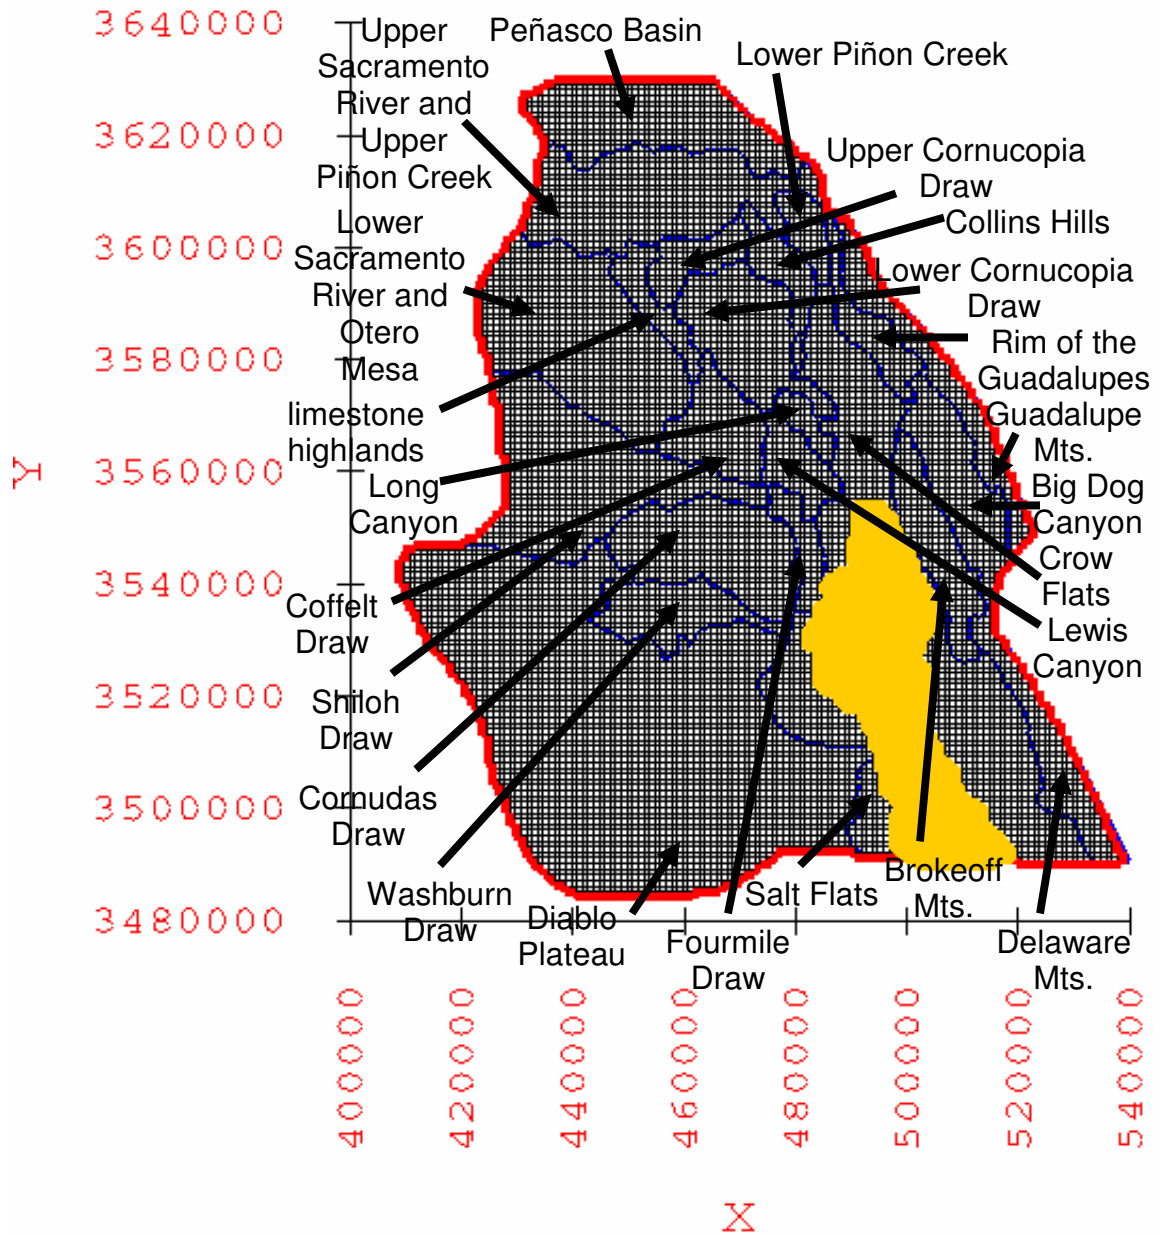 3640000
3620000
3600000
3580000
3560000
3540000
3520000
3500000
3480000
Y
Upper
Sacramento
River and
Upper
Piñon Creek
Peñasco Basin
Lower Piñon Creek
Upper Cornucopia
Draw
Collins Hills
Lower
Sacramento
River and
Otero
Mesa
Lower Cornucopia
Draw
Rim of the
Guadalupes
Guadalupe
Mts.
limestone
highlands
Long
Canyon
Big Dog
Canyon
Crow
Flats
Lewis
Canyon
Coffelt
Draw
Shiloh
Draw
Cornudas
Draw
Washburn
Draw
Diablo
Plateau
Fourmile
Draw
Salt Flats
Brokeoff
Mts.
Delaware
Mts.
400000
420000
440000
460000
480000
500000
520000
540000
X